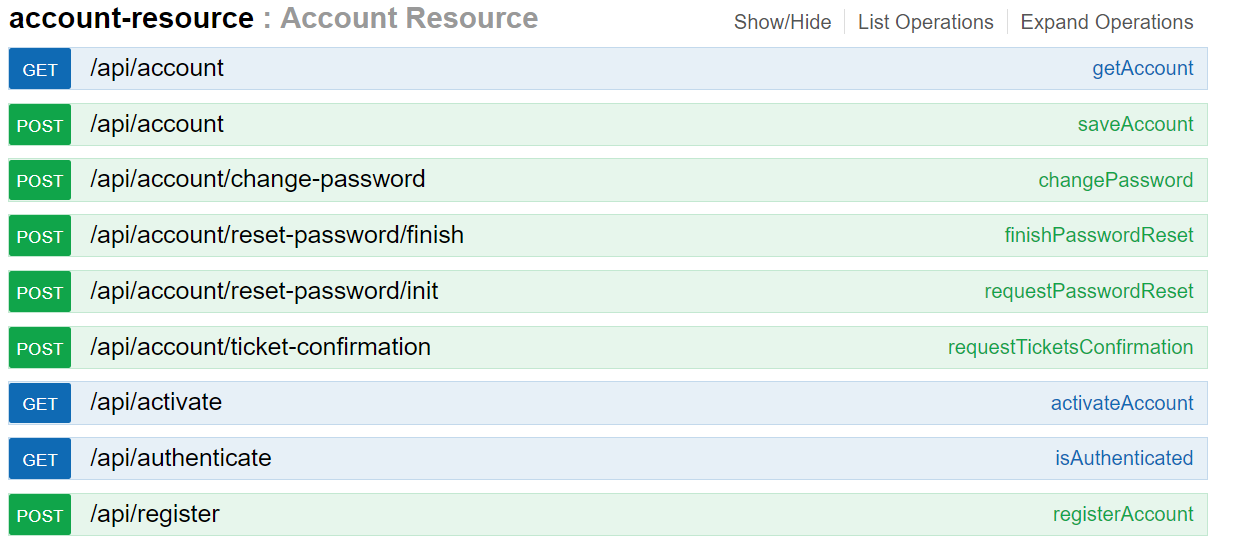 account-resource : Account Resource Show/Hide List Operations Expand Operations
GET /api/account getAccount
POST /api/account saveAccount
POST /api/account/change-password changePassword
POST /api/account/reset-password/finish finishPasswordReset
POST /api/account/reset-password/init requestPasswordReset
POST /api/account/ticket-confirmation requestTicketsConfirmation
GET /api/activate activateAccount
GET /api/authenticate isAuthenticated
POST /api/register registerAccount